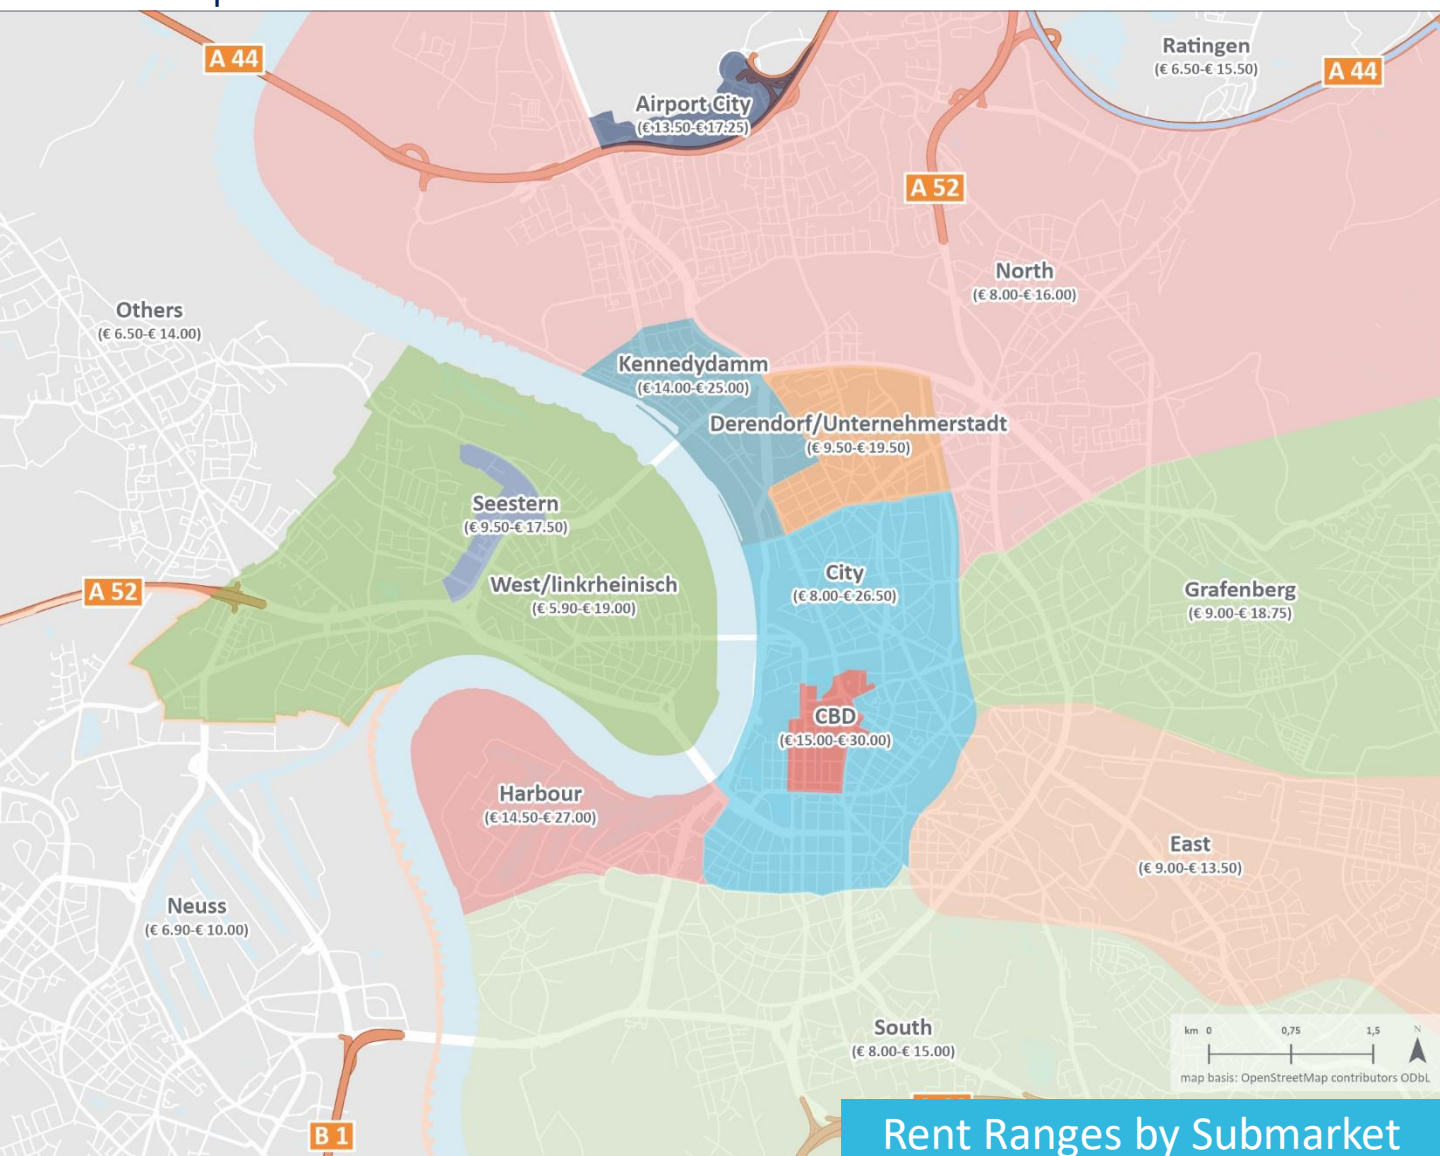 A 44
Ratingen
(€ 6.50-€ 15.50)
A 44
Airport City
(€ 13.50-€ 17.25)
A 52
North
(€ 8.00-€ 16.00)
Others
(€ 6.50-€ 14.00)
Kennedydamm
(€ 14.00-€ 25.00)
Derendorf/Unternehmerstadt
(€ 9.50-€ 19.50)
Seestern
(€ 9.50-€ 17.50)
A 52
West/linkrheinisch
(€ 5.90-€ 19.00)
City
(€ 8.00-€ 26.50)
Grafenberg
(€ 9.00-€ 18.75)
CBD
(€ 15.00-€ 30.00)
Harbour
(€ 14.50-€ 27.00)
East
(€ 9.00-€ 13.50)
Neuss
(€ 6.90-€ 10.00)
South
(€ 8.00-€ 15.00)
km 0 0,75 1,5 N
map basis: OpenStreetMap contributors ODbL
B 1
Rent Ranges by Submarket